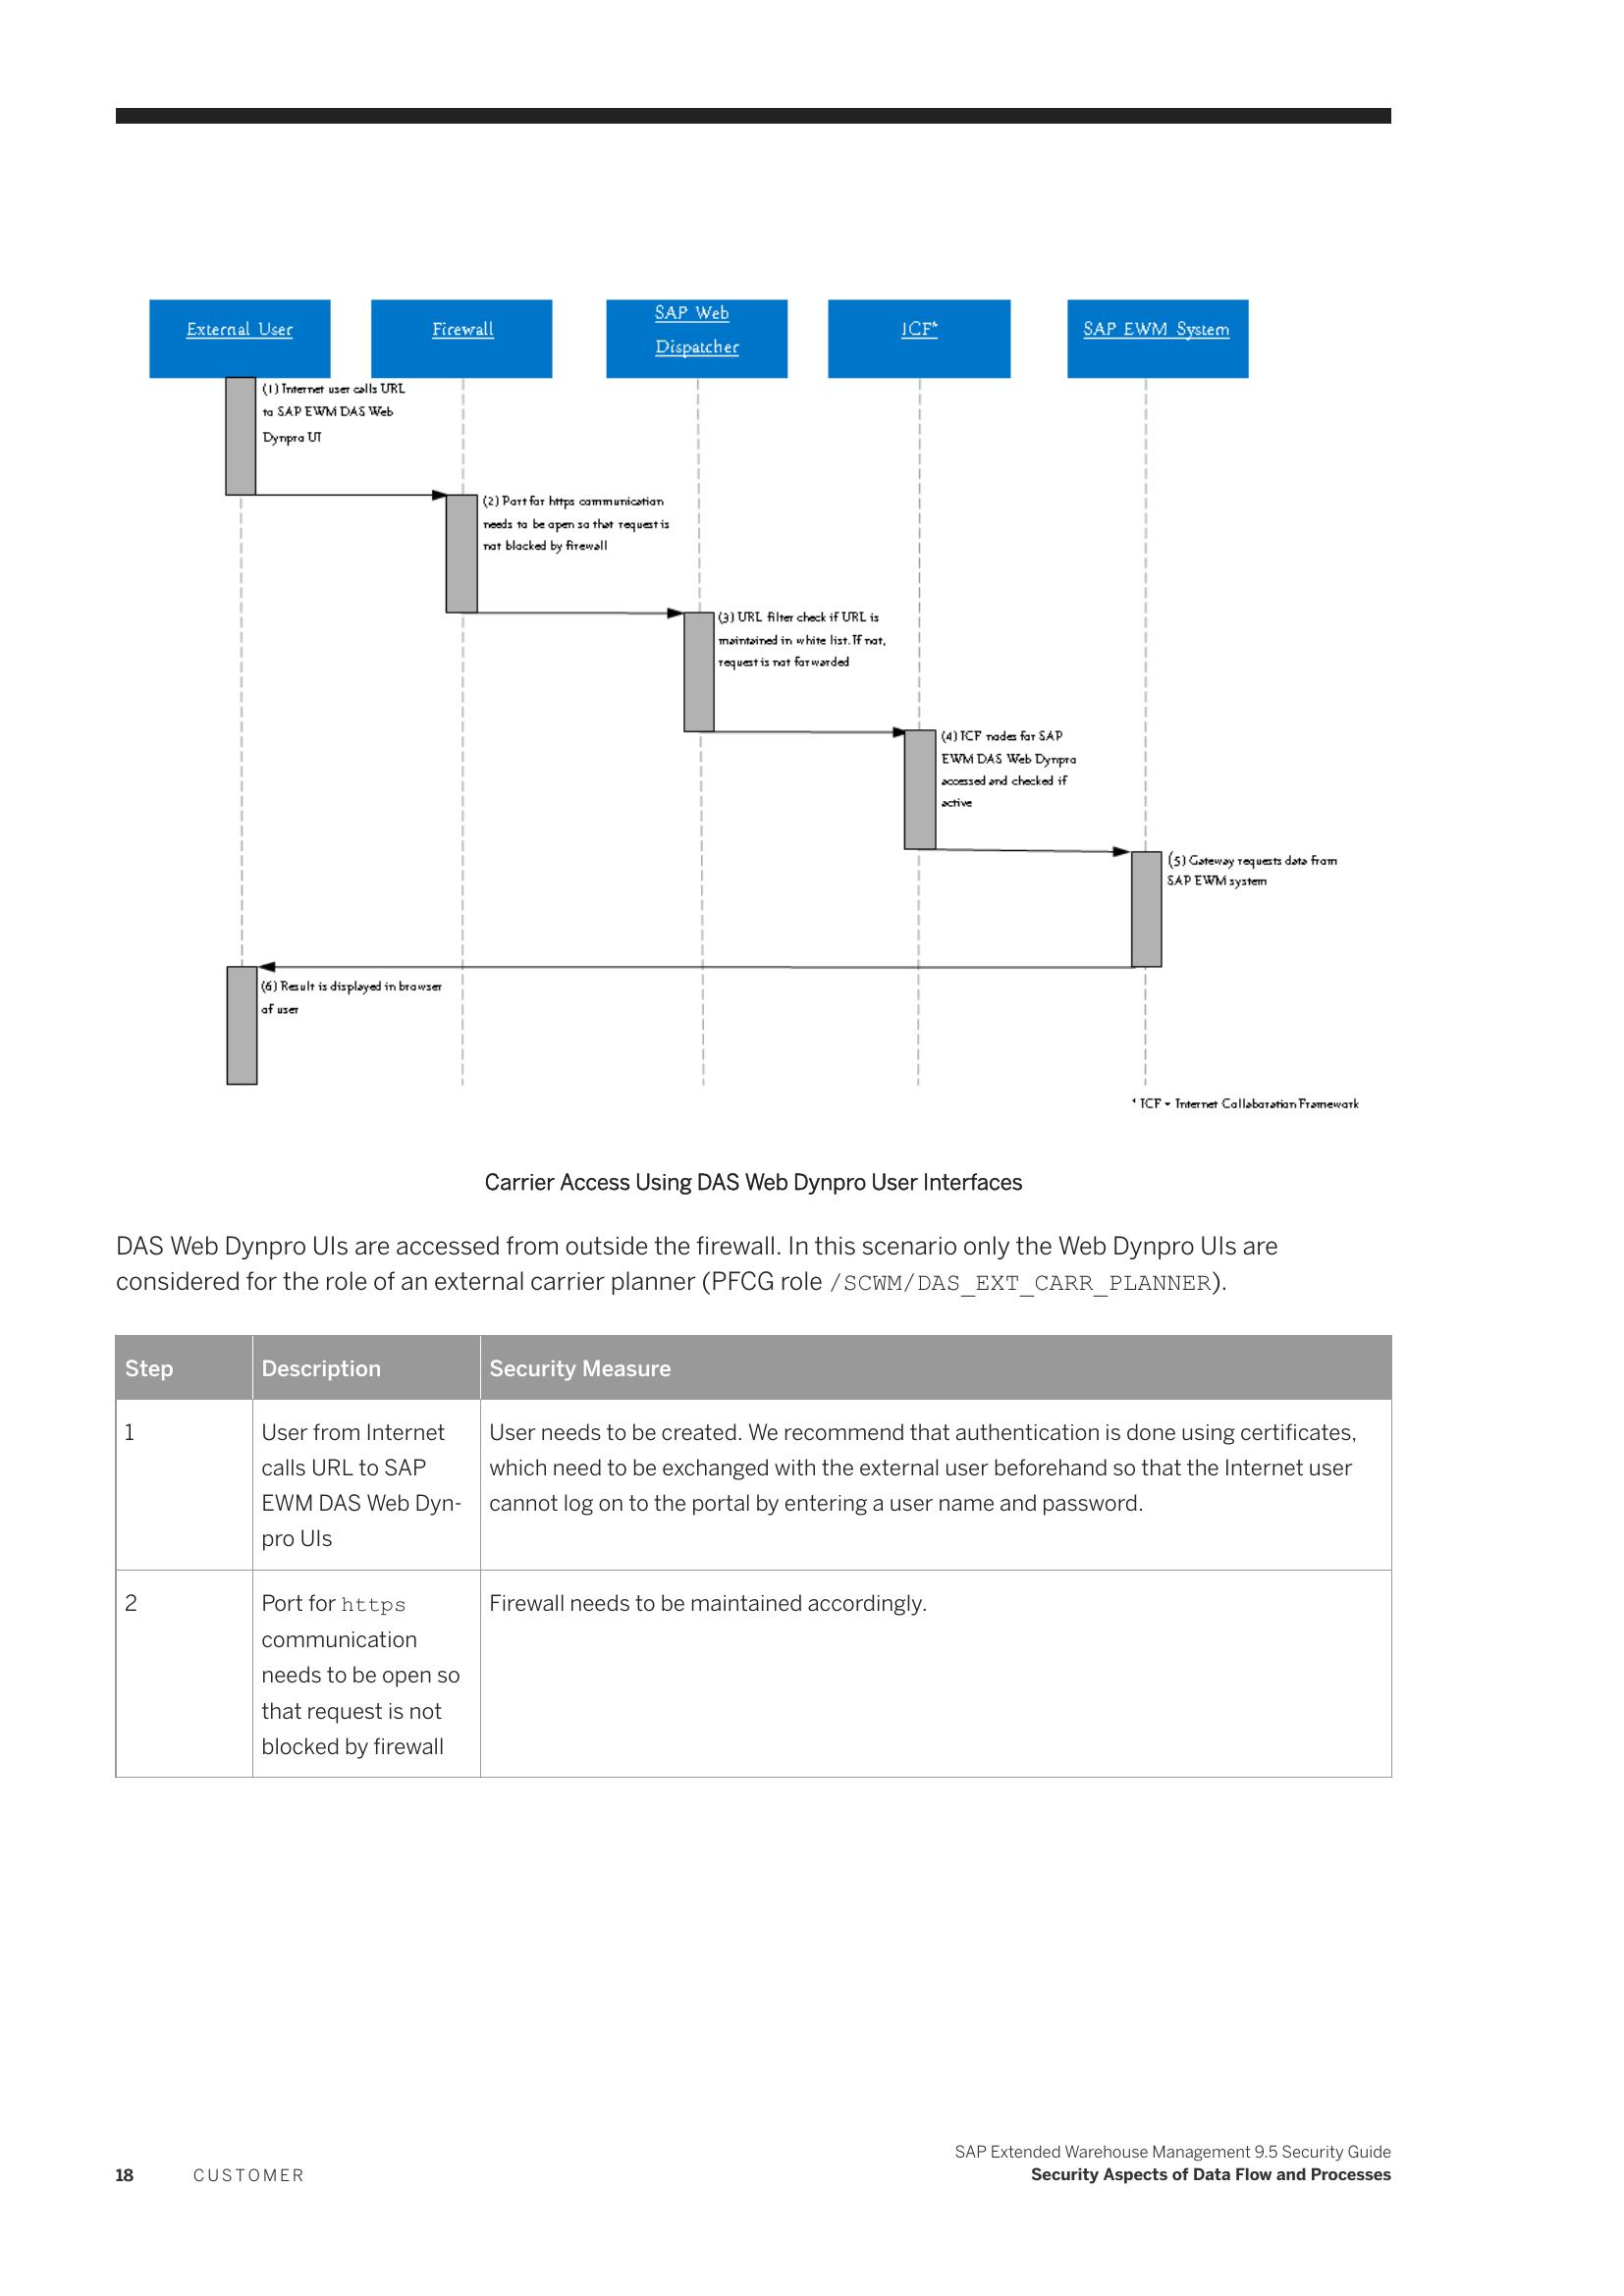 External User
Firewall
SAP Web
Dispatcher
ICF*
SAP EWM System
(1) Internet user calls URL
to SAP EWM DAS Web
Dynpro UI
(2) Port for https communication
needs to be open so that request is
not blocked by firewall
(3) URL filter check if URL is
maintained in white list. If not,
request is not forwarded
(4) ICF nodes for SAP
EWM DAS Web Dynpro
accessed and checked if
active
(5) Gateway requests data from
SAP EWM system
(6) Result is displayed in browser
of user
* ICF = Internet Collaboration Framework
Carrier Access Using DAS Web Dynpro User Interfaces
DAS Web Dynpro UIs are accessed from outside the firewall. In this scenario only the Web Dynpro UIs are
considered for the role of an external carrier planner (PFCG role /SCWM/DAS_EXT_CARR_PLANNER).
Step
Description
Security Measure
1
User from Internet
calls URL to SAP
EWM DAS Web Dyn-
pro UIs
User needs to be created. We recommend that authentication is done using certificates,
which need to be exchanged with the external user beforehand so that the Internet user
cannot log on to the portal by entering a user name and password.
2
Port for https
communication
needs to be open so
that request is not
blocked by firewall
Firewall needs to be maintained accordingly.
SAP Extended Warehouse Management 9.5 Security Guide
18 CUSTOMER
Security Aspects of Data Flow and Processes